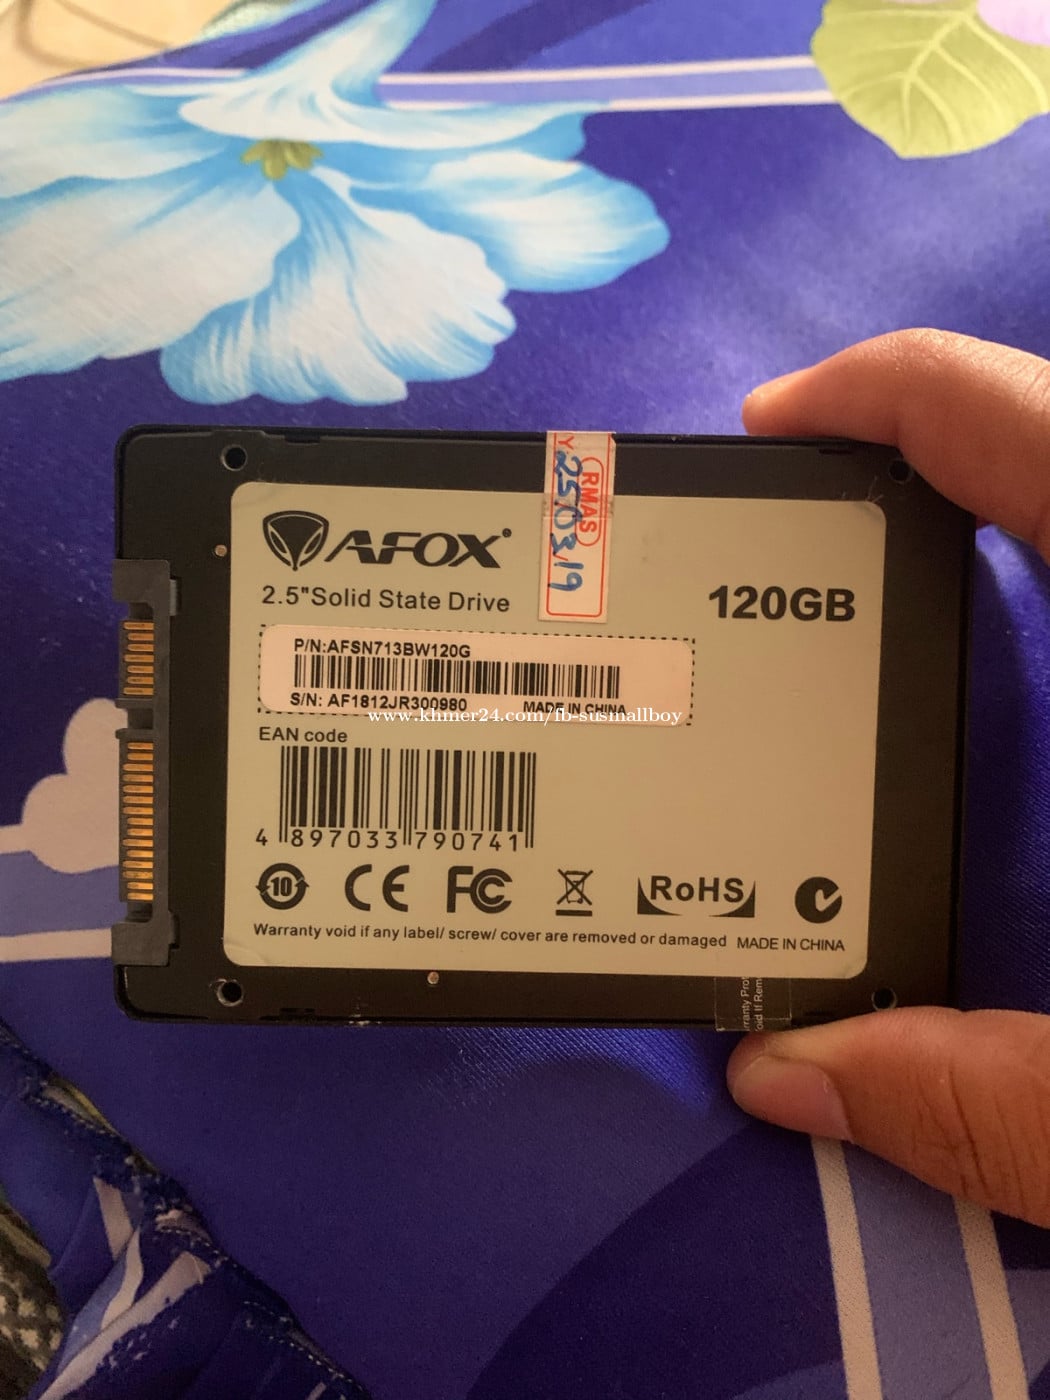 AFOX
2.5"Solid State Drive
RMAS
Y
25.03.19
120GB
P/N:AFSN713BW120G
S/N: AF1812JR300980
MADE IN CHINA
www.khmer24.com/fb-susmallboy
EAN code
4 897033 790741
10
CE
FC
RoHS
Warranty void if any label/ screw/ cover are removed or damaged
MADE IN CHINA